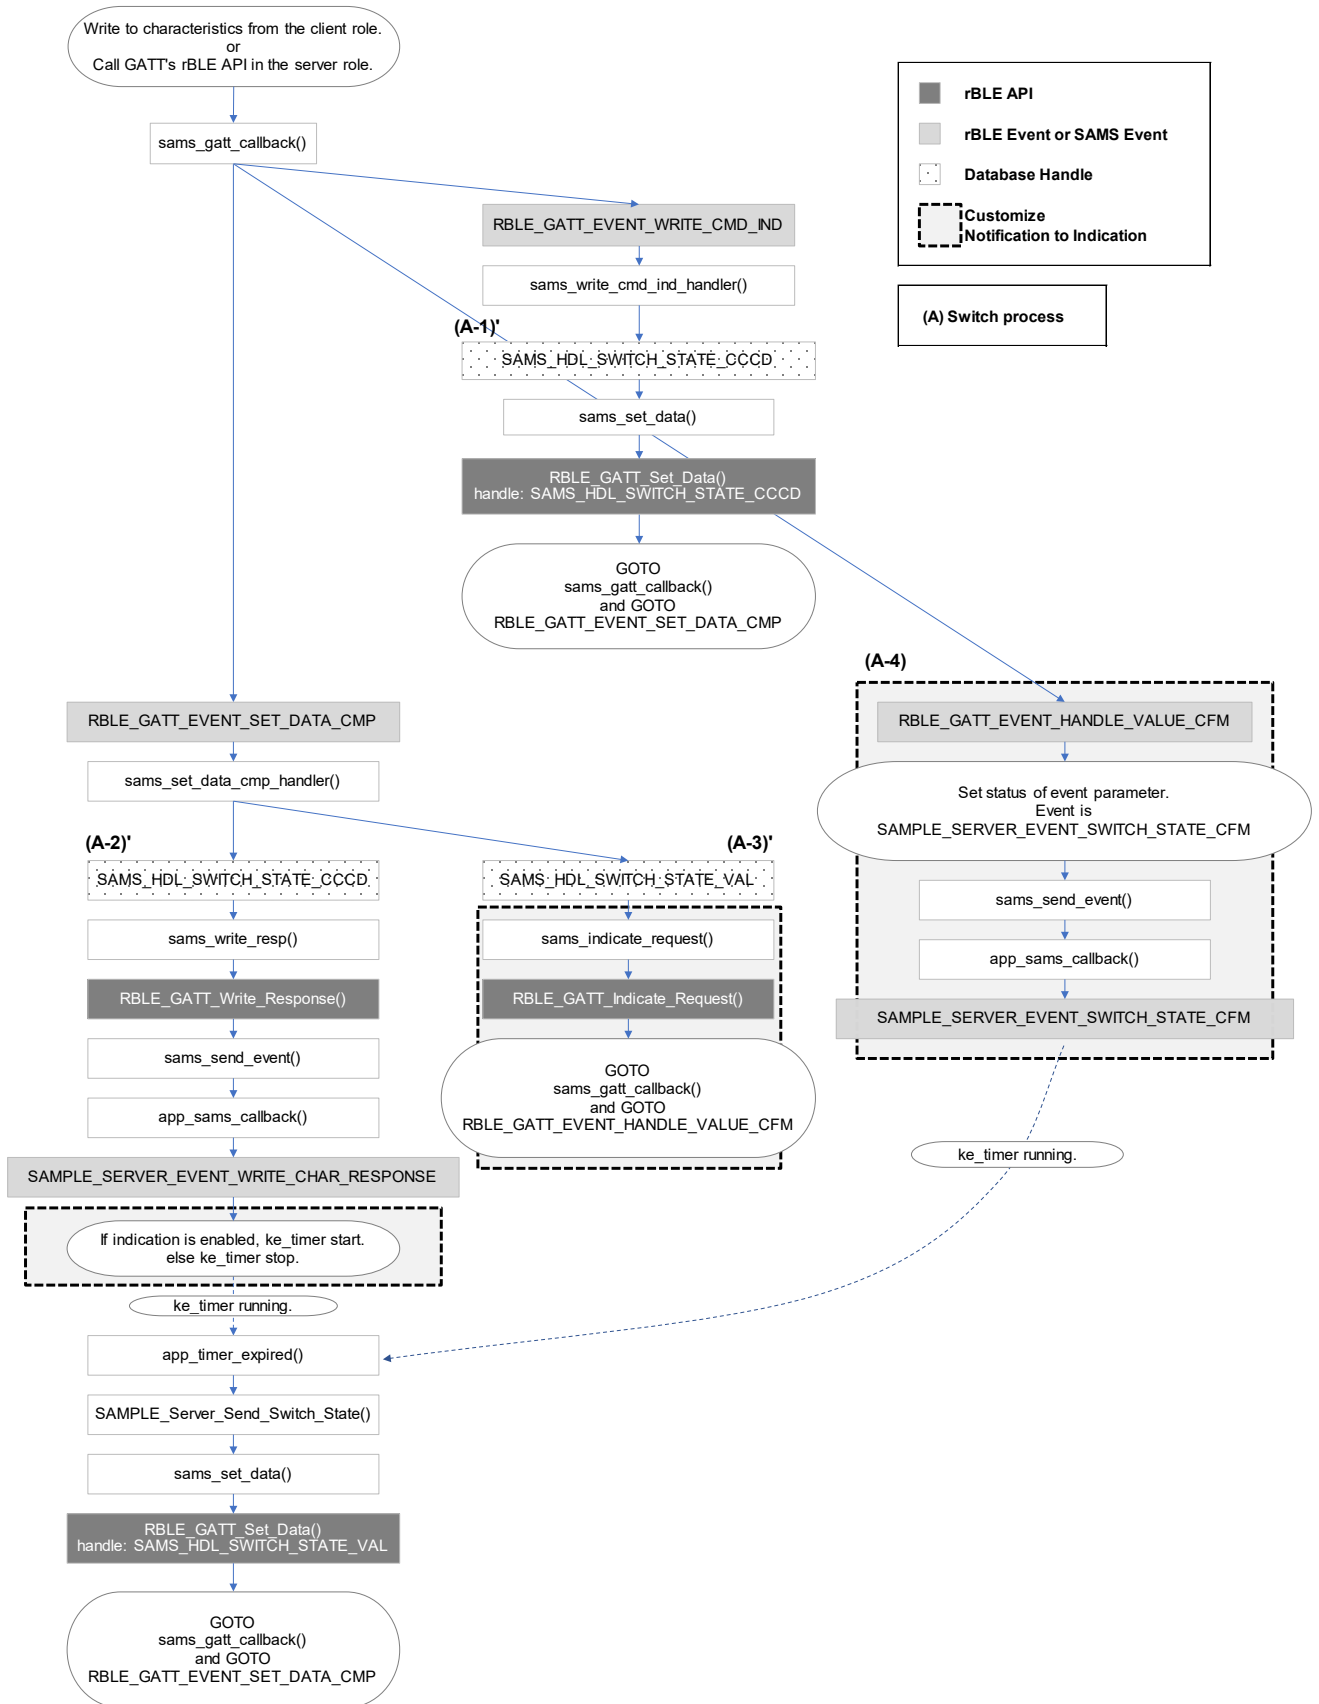 Write to characteristics from the client role.
or
Call GATT's rBLE API in the server role.
sams_gatt_callback()
rBLE API
rBLE Event or SAMS Event
Database Handle
Customize
Notification to Indication
(A) Switch process
RBLE_GATT_EVENT_WRITE_CMD_IND
sams_write_cmd_ind_handler()
(A-1)'
SAMS_HDL_SWITCH_STATE_CCCD
sams_set_data()
RBLE_GATT_Set_Data()
handle: SAMS_HDL_SWITCH_STATE_CCCD
GOTO
sams_gatt_callback()
and GOTO
RBLE_GATT_EVENT_SET_DATA_CMP
(A-4)
RBLE_GATT_EVENT_HANDLE_VALUE_CFM
Set status of event parameter.
Event is
SAMPLE_SERVER_EVENT_SWITCH_STATE_CFM
sams_send_event()
app_sams_callback()
SAMPLE_SERVER_EVENT_SWITCH_STATE_CFM
ke_timer running.
RBLE_GATT_EVENT_SET_DATA_CMP
sams_set_data_cmp_handler()
(A-2)'
SAMS_HDL_SWITCH_STATE_CCCD
sams_write_resp()
RBLE_GATT_Write_Response()
sams_send_event()
app_sams_callback()
SAMPLE_SERVER_EVENT_WRITE_CHAR_RESPONSE
If indication is enabled, ke_timer start.
else ke_timer stop.
ke_timer running.
app_timer_expired()
SAMPLE_Server_Send_Switch_State()
sams_set_data()
RBLE_GATT_Set_Data()
handle: SAMS_HDL_SWITCH_STATE_VAL
GOTO
sams_gatt_callback()
and GOTO
RBLE_GATT_EVENT_SET_DATA_CMP
(A-3)'
SAMS_HDL_SWITCH_STATE_VAL
sams_indicate_request()
RBLE_GATT_Indicate_Request()
GOTO
sams_gatt_callback()
and GOTO
RBLE_GATT_EVENT_HANDLE_VALUE_CFM